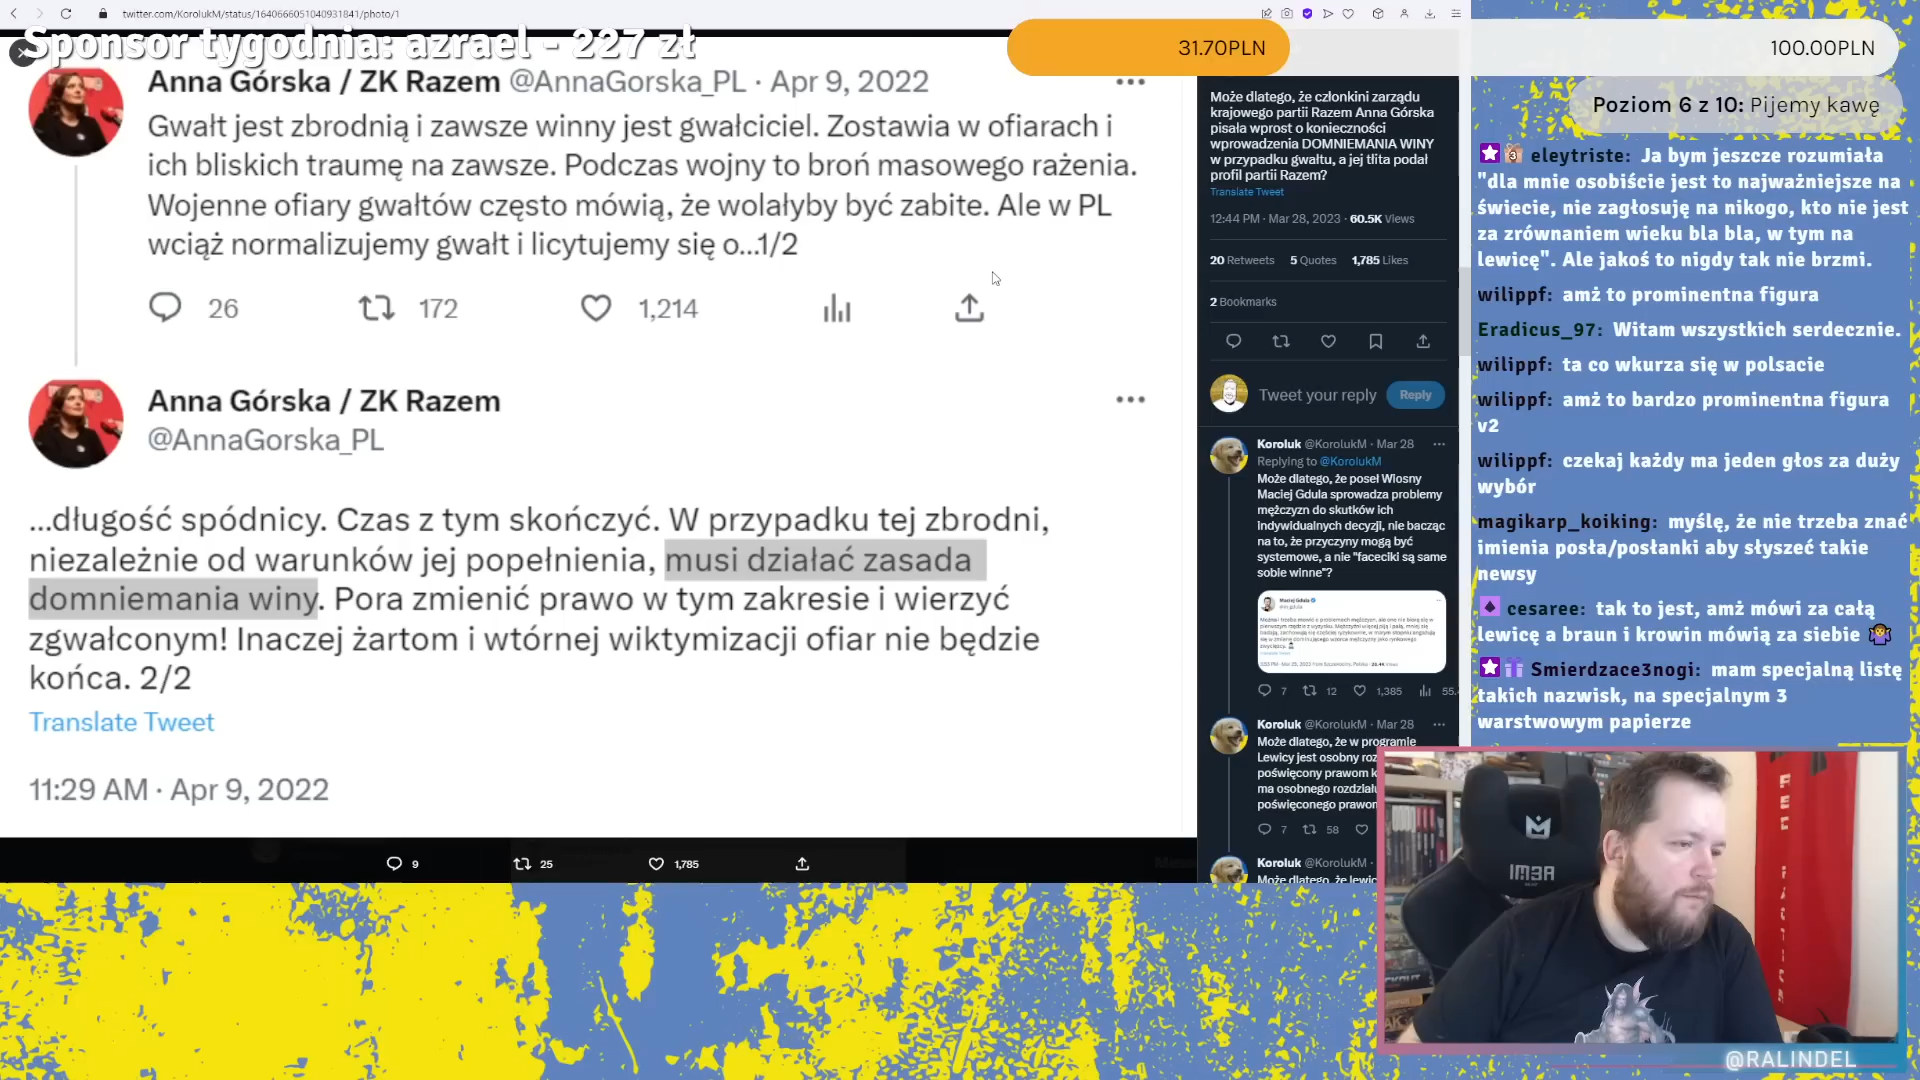 twitter.com/KorolukM/status/1640666051040931841/photo/1
Sponsor tygodnia: azrael - 227 zł
31.70PLN
100.00PLN
Poziom 6 z 10: Pijemy kawę
Anna Górska / ZK Razem @AnnaGorska_PL · Apr 9, 2022
Gwałt jest zbrodnią i zawsze winny jest gwałciciel. Zostawia w ofiarach i
ich bliskich traumę na zawsze. Podczas wojny to broń masowego rażenia.
Wojenne ofiary gwałtów często mówią, że wolałyby być zabite. Ale w PL
wciąż normalizujemy gwałt i licytujemy się o...1/2
26
172
1,214
Anna Górska / ZK Razem
@AnnaGorska_PL
...długość spódnicy. Czas z tym skończyć. W przypadku tej zbrodni,
niezależnie od warunków jej popełnienia, musi działać zasada
domniemania winy. Pora zmienić prawo w tym zakresie i wierzyć
zgwałconym! Inaczej żartom i wtórnej wiktymizacji ofiar nie będzie
końca. 2/2
Translate Tweet
11:29 AM · Apr 9, 2022
9
25
1,785
Może dlatego, że członkini zarządu
krajowego partii Razem Anna Górska
pisała wprost o konieczności
wprowadzenia DOMNIEMANIA WINY
w przypadku gwałtu, a jej tłita podał
profil partii Razem?
Translate Tweet
12:44 PM · Mar 28, 2023 · 60.5K Views
20 Retweets 5 Quotes 1,785 Likes
2 Bookmarks
Tweet your reply
Reply
Koroluk @KorolukM · Mar 28
Replying to @KorolukM
Może dlatego, że poseł Wiosny
Maciej Gdula sprowadza problemy
mężczyzn do skutków ich
indywidualnych decyzji, nie bacząc
na to, że przyczyny mogą być
systemowe, a nie "faceciki są same
sobie winne"?
Maciej Gdula
7
12
1,385
55.
Koroluk @KorolukM · Mar 28
Może dlatego, że w programie
Lewicy jest osobny roz
poświęcony prawom k
ma osobnego rozdziału
poświęconego prawom
7
58
Koroluk @KorolukM ·
Może dlatego, że lewic
eleytriste: Ja bym jeszcze rozumiała
"dla mnie osobiście jest to najważniejsze na
świecie, nie zagłosuję na nikogo, kto nie jest
za zrównaniem wieku bla bla, w tym na
lewicę". Ale jakoś to nigdy tak nie brzmi.
wilippf: amż to prominentna figura
Eradicus_97: Witam wszystkich serdecznie.
wilippf: ta co wkurza się w polsacie
wilippf: amż to bardzo prominentna figura
v2
wilippf: czekaj każdy ma jeden głos za duży
wybór
magikarp_koiking: myślę, że nie trzeba znać
imienia posła/posłanki aby słyszeć takie
newsy
cesaree: tak to jest, amż mówi za całą
lewicę a braun i krowin mówią za siebie
Smierdzace3nogi: mam specjalną listę
takich nazwisk, na specjalnym 3
warstwowym papierze
IM3R
@RALINDEL